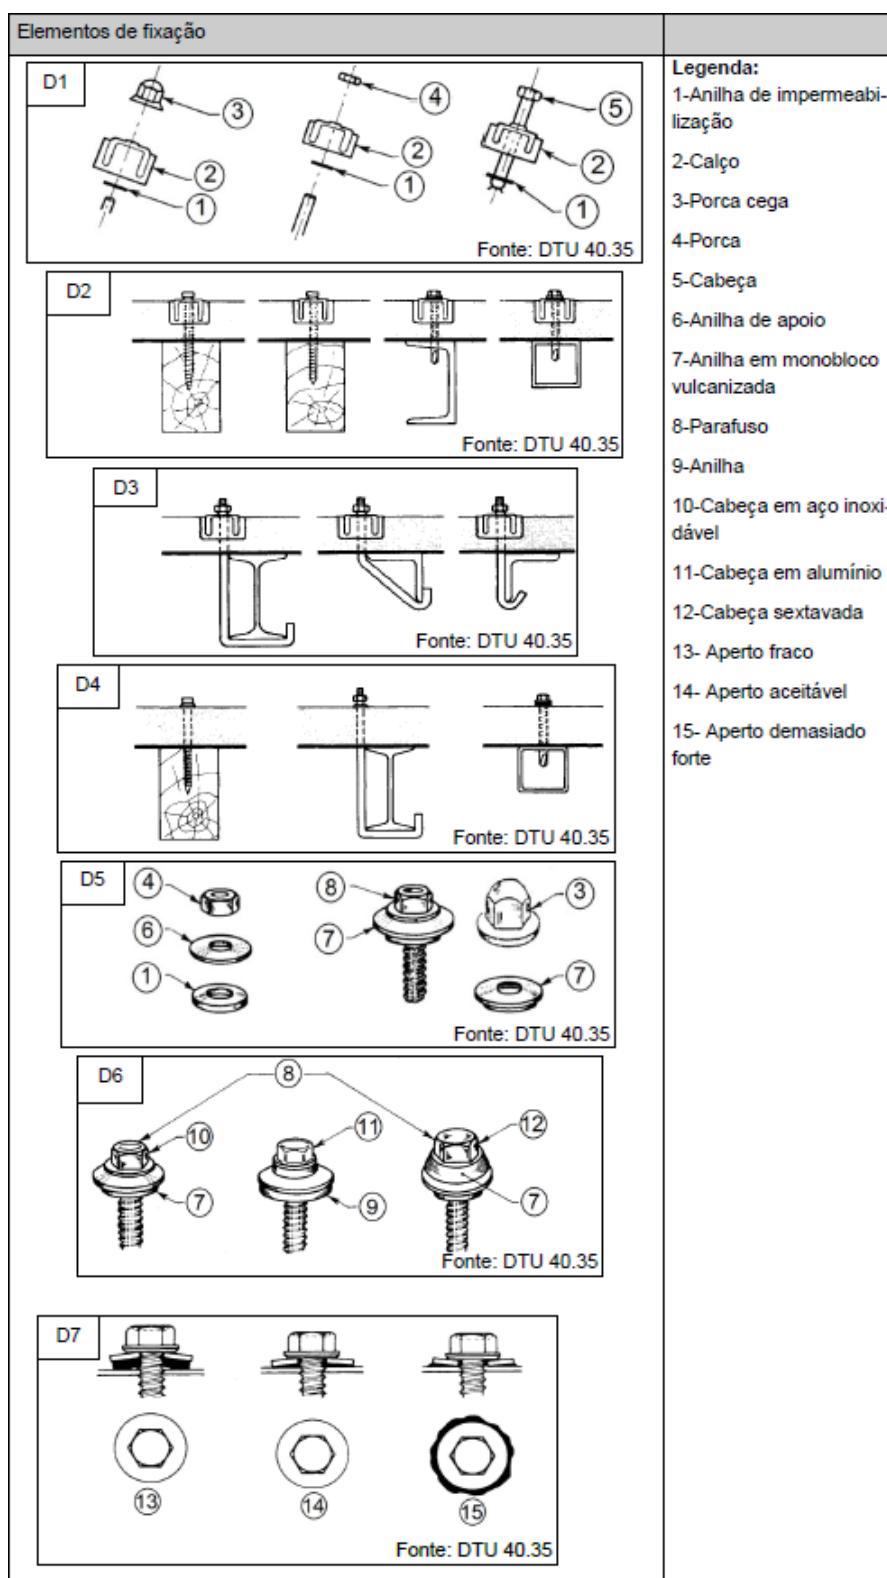 Elementos de fixação
D1
3
4
5
2
2
2
1
1
1
Fonte: DTU 40.35
D2
Fonte: DTU 40.35
D3
Fonte: DTU 40.35
D4
Fonte: DTU 40.35
D5
4
8
3
6
7
1
7
Fonte: DTU 40.35
D6
8
10
11
12
7
9
7
Fonte: DTU 40.35
D7
13
14
15
Fonte: DTU 40.35
Legenda:
1-Anilha de impermeabi-
lização
2-Calço
3-Porca cega
4-Porca
5-Cabeça
6-Anilha de apoio
7-Anilha em monobloco
vulcanizada
8-Parafuso
9-Anilha
10-Cabeça em aço inoxi-
dável
11-Cabeça em alumínio
12-Cabeça sextavada
13- Aperto fraco
14- Aperto aceitável
15- Aperto demasiado
forte